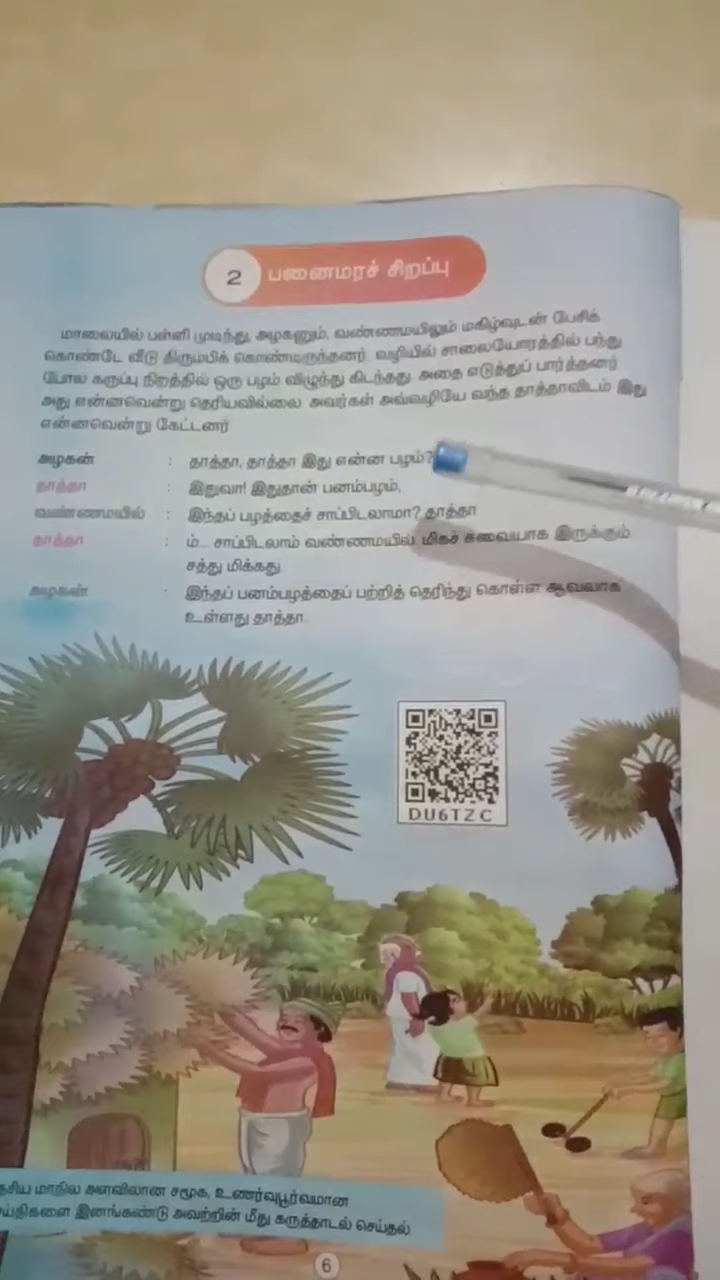 2 பனைமரச் சிறப்பு
மாலையில் பள்ளி முடிந்து, அழகனும், வண்ணமயிலும் மகிழ்வுடன் பேசிக்
கொண்டே வீடு திரும்பிக் கொண்டிருந்தனர். வழியில் சாலையோரத்தில் பந்து
போல கருப்பு நிறத்தில் ஒரு பழம் விழுந்து கிடந்தது. அதை எடுத்துப் பார்த்தனர்.
அது என்னவென்று தெரியவில்லை. அவர்கள் அவ்வழியே வந்த தாத்தாவிடம் இது
என்னவென்று கேட்டனர்.
அழகன் : தாத்தா, தாத்தா இது என்ன பழம்?
தாத்தா : இதுவா! இதுதான் பனம்பழம்.
வண்ணமயில் : இந்தப் பழத்தைச் சாப்பிடலாமா? தாத்தா
தாத்தா : ம்... சாப்பிடலாம் வண்ணமயில். மிகச் சுவையாக இருக்கும்
சத்து மிக்கது.
அழகன் : இந்தப் பனம்பழத்தைப் பற்றித் தெரிந்து கொள்ள ஆவலாக
உள்ளது தாத்தா.
DU6TZC
மாநில அளவிலான சமூக, உணர்வுபூர்வமான
இனங்கண்டு அவற்றின் மீது கருத்தாடல் செய்தல்
6